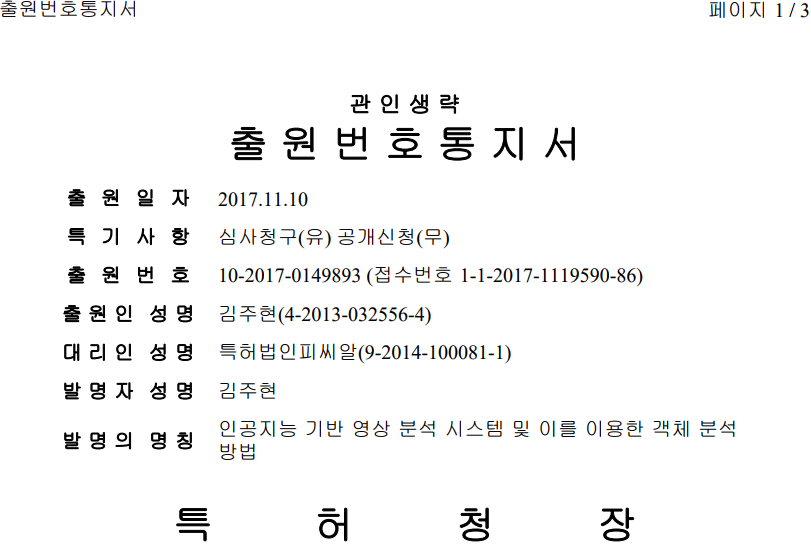 출원번호통지서 페이지 1 / 3
관 인 생 략
출 원 번 호 통 지 서
출 원 일 자 2017.11.10
특 기 사 항 심사청구(유) 공개신청(무)
출 원 번 호 10-2017-0149893 (접수번호 1-1-2017-1119590-86)
출 원 인 성 명 김주현(4-2013-032556-4)
대 리 인 성 명 특허법인피씨알(9-2014-100081-1)
발 명 자 성 명 김주현
발 명 의 명 칭 인공지능 기반 영상 분석 시스템 및 이를 이용한 객체 분석
방법
특 허 청 장